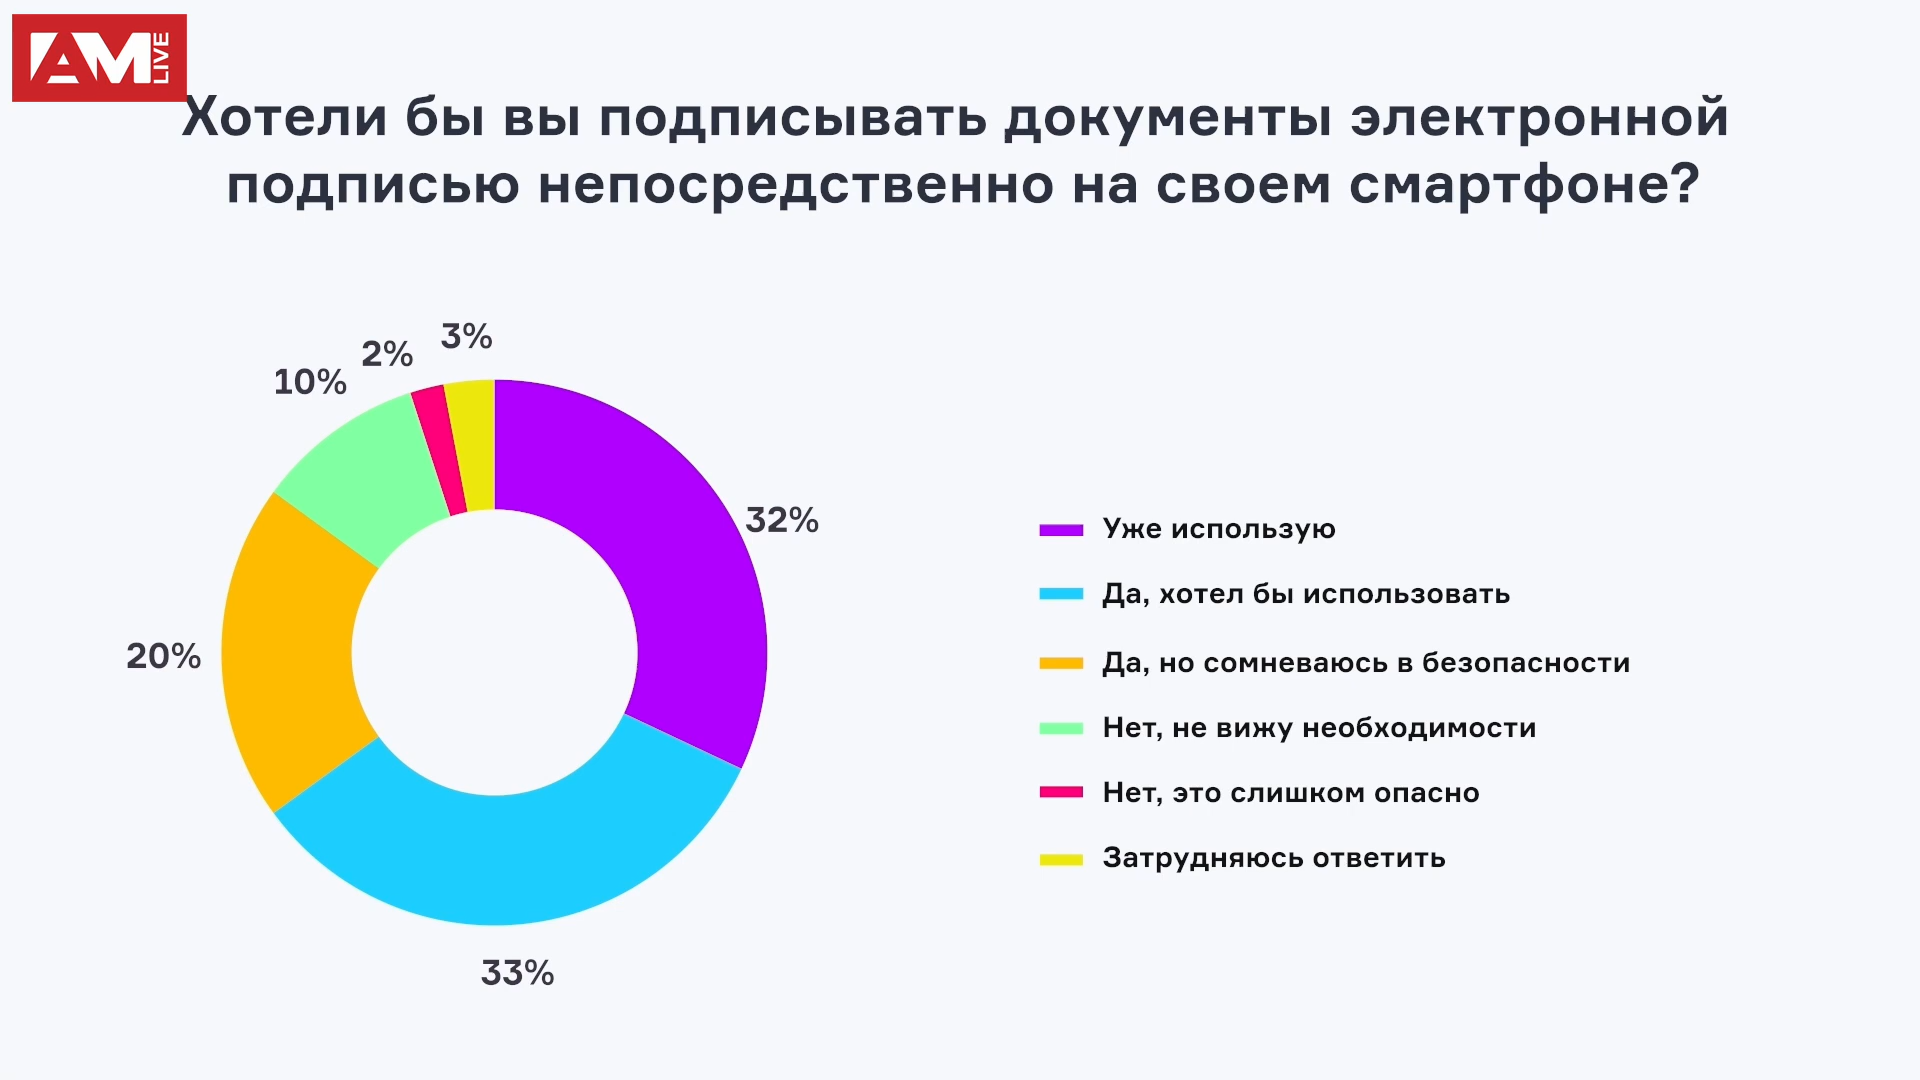 AM LIVE
Хотели бы вы подписывать документы электронной
подписью непосредственно на своем смартфоне?
3%
2%
10%
32%
20%
33%
Уже использую
Да, хотел бы использовать
Да, но сомневаюсь в безопасности
Нет, не вижу необходимости
Нет, это слишком опасно
Затрудняюсь ответить